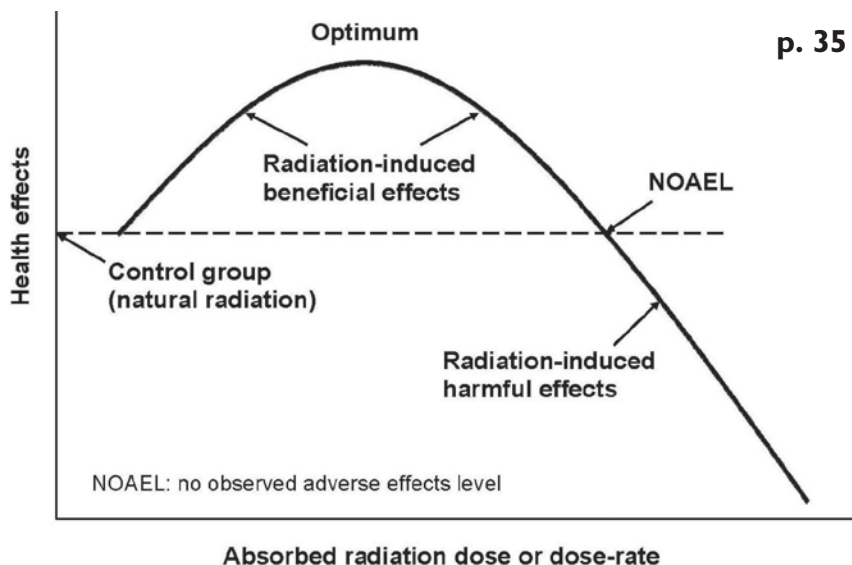 Optimum
p. 35
Radiation-induced
beneficial effects
NOAEL
Health effects
Control group
(natural radiation)
Radiation-induced
harmful effects
NOAEL: no observed adverse effects level
Absorbed radiation dose or dose-rate